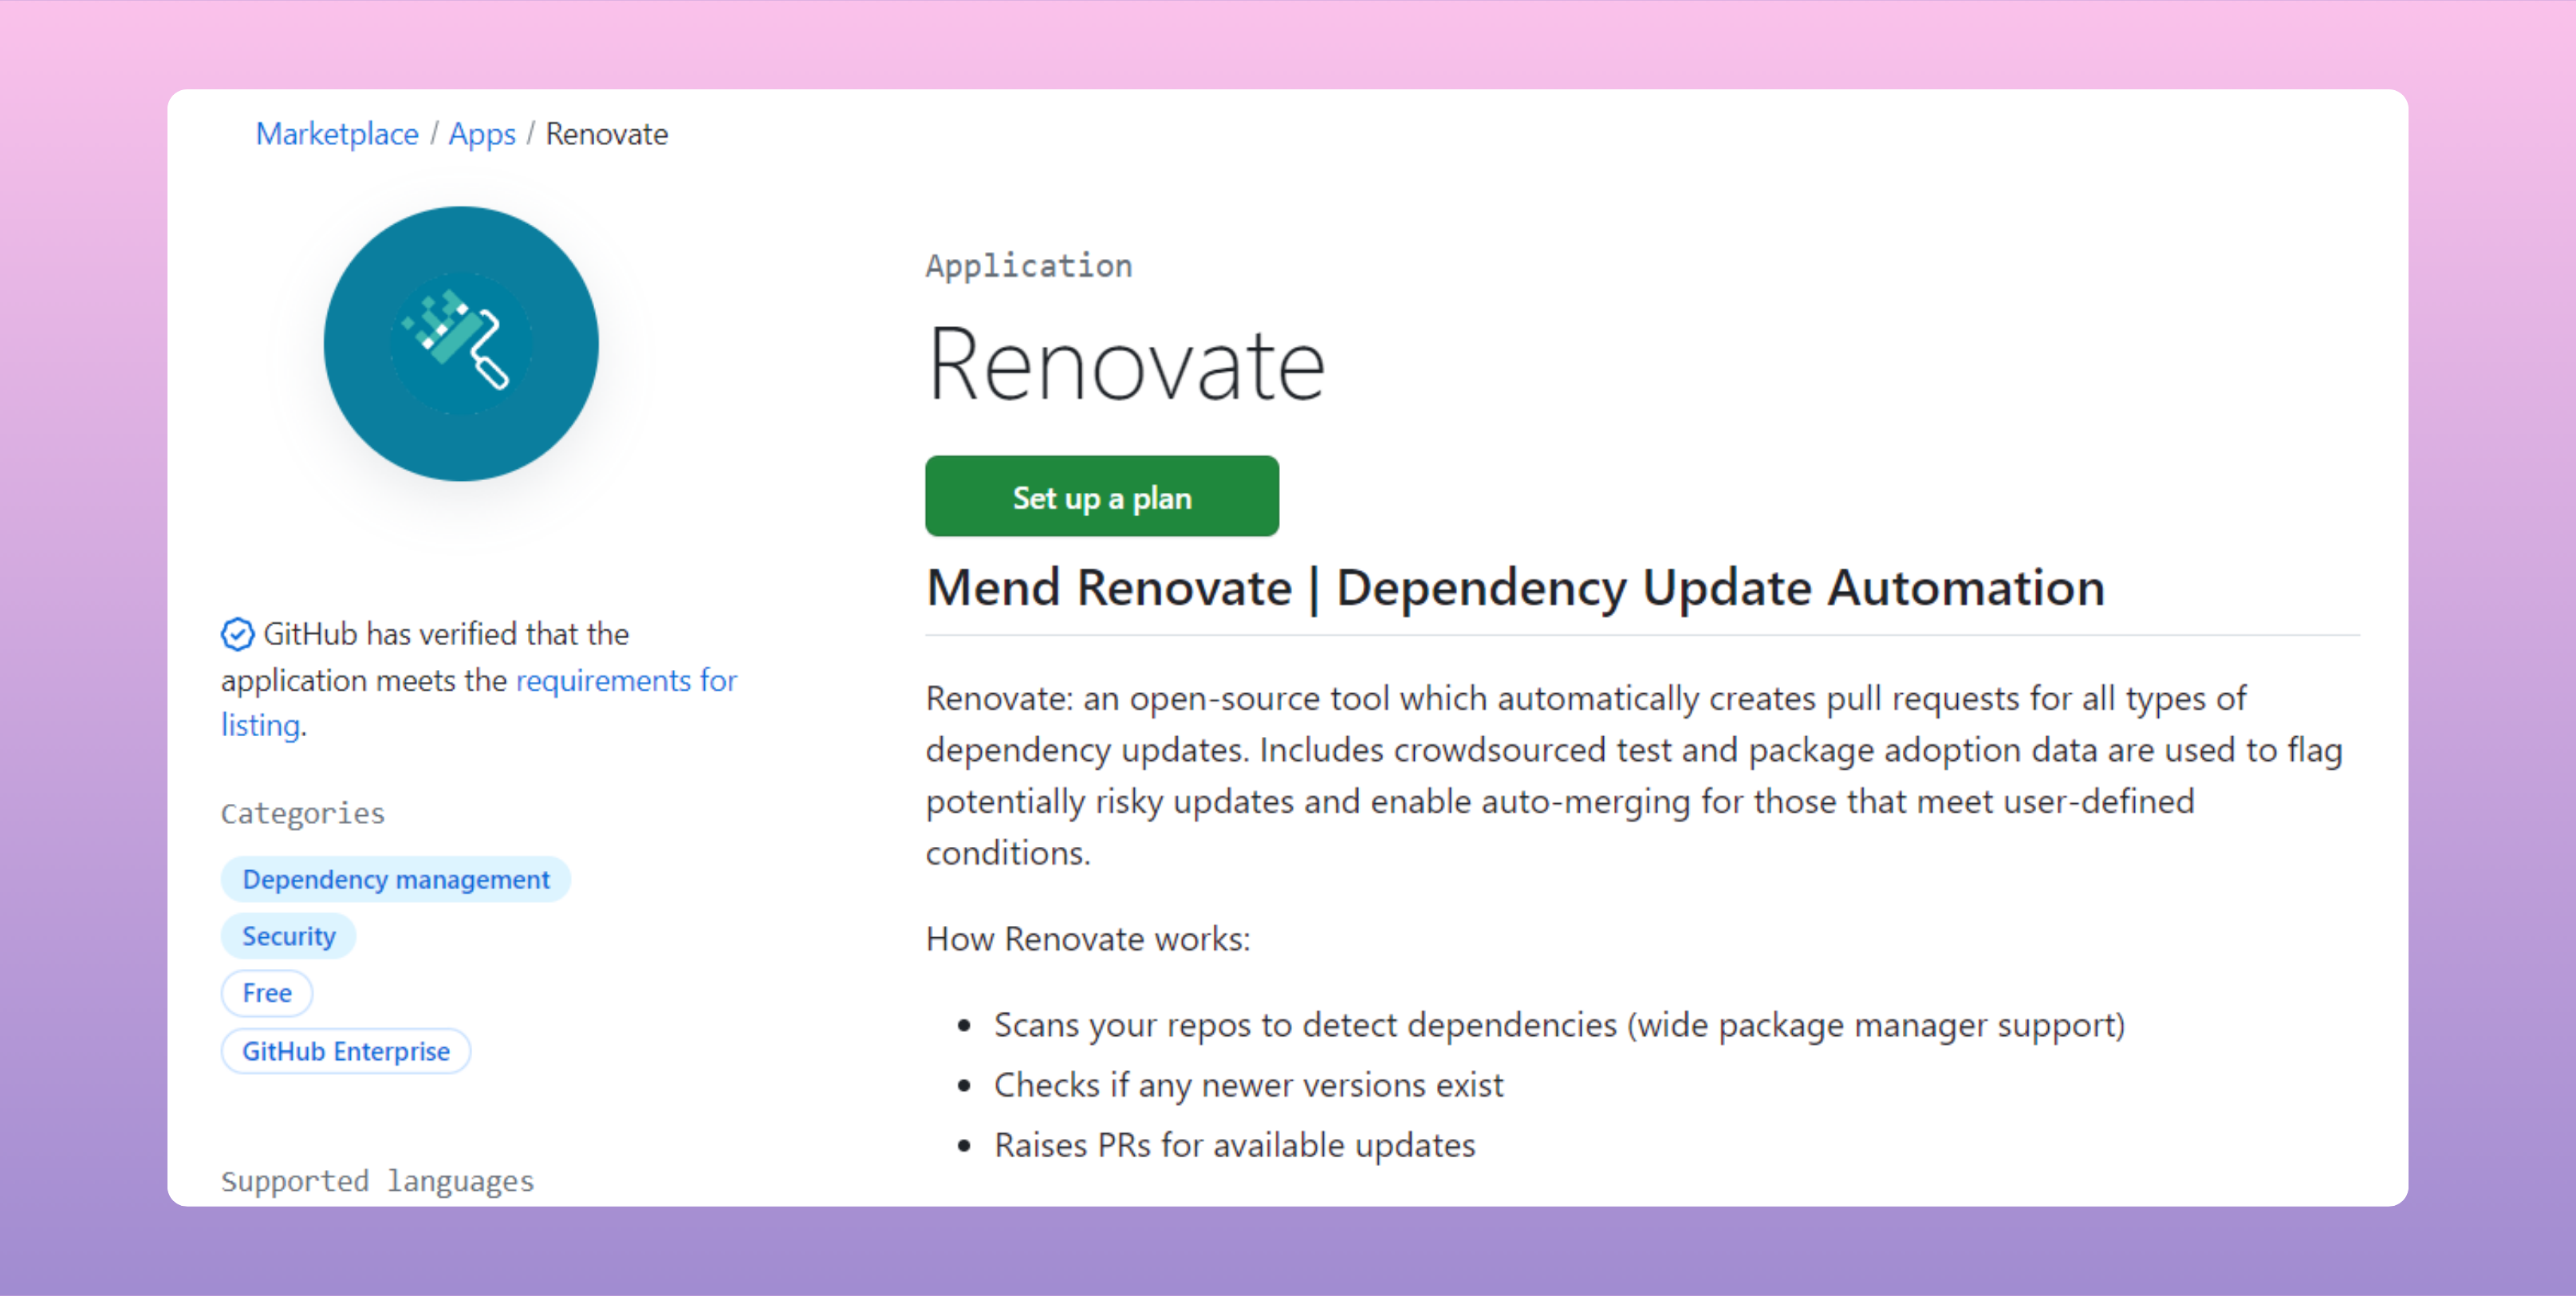 Marketplace / Apps / Renovate
Application
Renovate
Set up a plan
Mend Renovate | Dependency Update Automation
Renovate: an open-source tool which automatically creates pull requests for all types of
dependency updates. Includes crowdsourced test and package adoption data are used to flag
potentially risky updates and enable auto-merging for those that meet user-defined
conditions.
How Renovate works:
• Scans your repos to detect dependencies (wide package manager support)
• Checks if any newer versions exist
• Raises PRs for available updates
GitHub has verified that the
application meets the requirements for
listing.
Categories
Dependency management
Security
Free
GitHub Enterprise
Supported languages